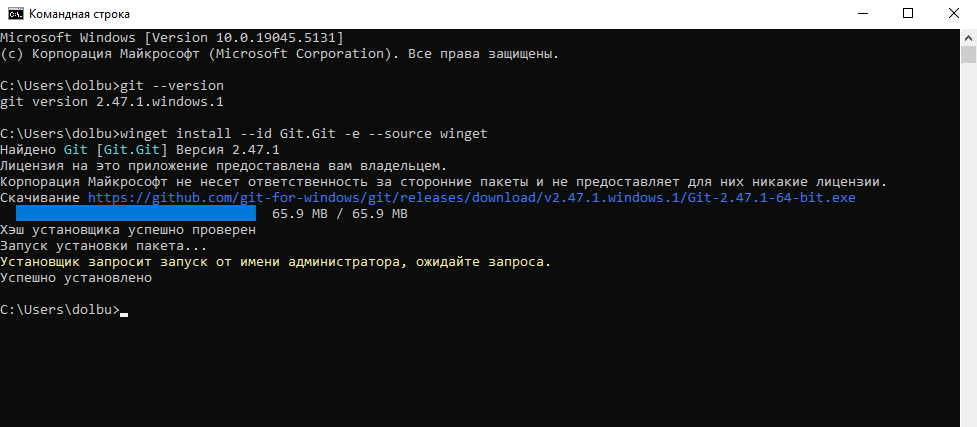 Командная строка
Microsoft Windows [Version 10.0.19045.5131]
(c) Корпорация Майкрософт (Microsoft Corporation). Все права защищены.
C:\Users\dolbu>git --version
git version 2.47.1.windows.1
C:\Users\dolbu>winget install --id Git.Git -e --source winget
Найдено Git [Git.Git] Версия 2.47.1
Лицензия на это приложение предоставлена вам владельцем.
Корпорация Майкрософт не несет ответственность за сторонние пакеты и не предоставляет для них никакие лицензии.
Скачивание https://github.com/git-for-windows/git/releases/download/v2.47.1.windows.1/Git-2.47.1-64-bit.exe
65.9 MB / 65.9 MB
Хэш установщика успешно проверен
Запуск установки пакета...
Установщик запросит запуск от имени администратора, ожидайте запроса.
Успешно установлено
C:\Users\dolbu>